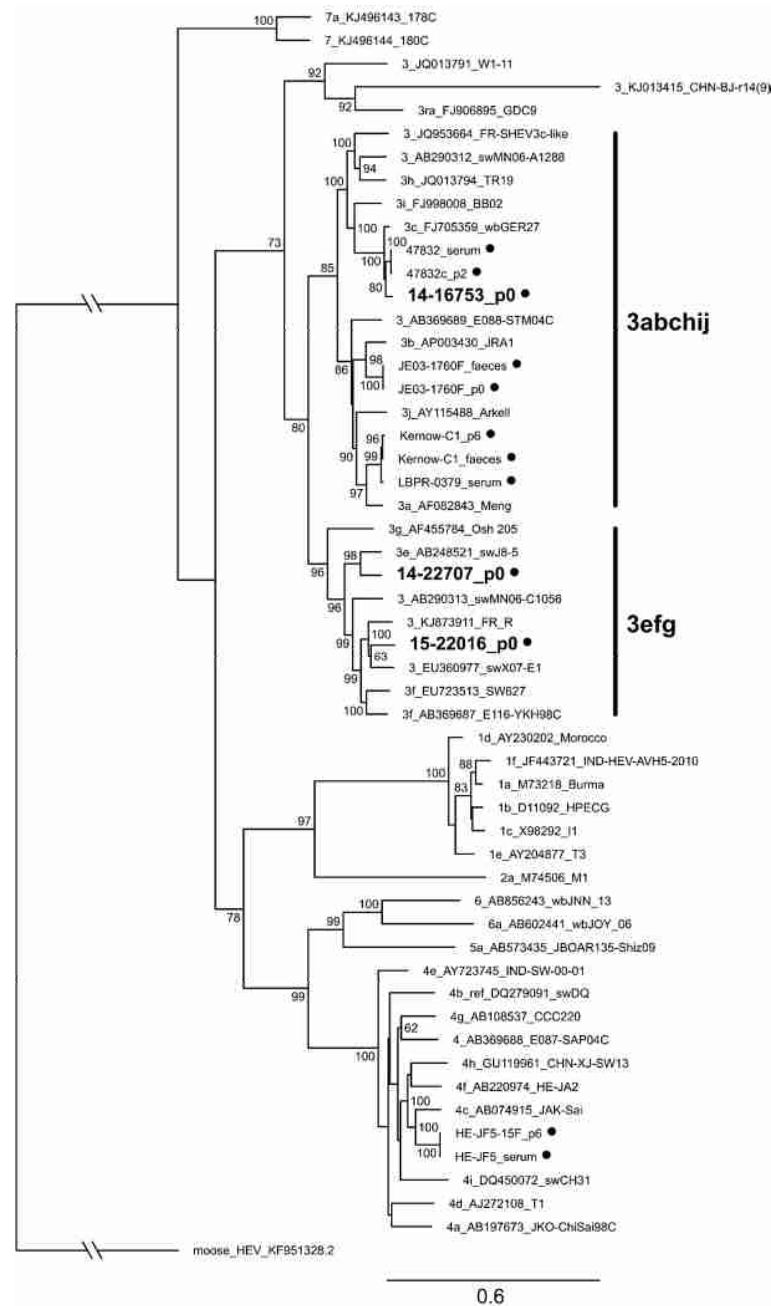 7a_KJ496143_178C
100
7_KJ496144_180C
3_JQ013791_W1-11
92
3_KJ013415_CHN-BJ-r14(9)
92
3ra_FJ906895_GDC9
3_JQ953664_FR-SHEV3c-like
100
3_AB290312_swMN06-A1288
94
100
3h_JQ013794_TR19
3i_FJ998008_BB02
100
3c_FJ705359_wbGER27
100
47832_serum
73
100
85
47832c_p2
80
14-16753_p0
3abchij
3_AB369689_E088-STM04C
3b_AP003430_JRA1
98
86
JE03-1760F_faeces
100
JE03-1760F_p0
3j_AY115488_Arkell
80
96
Kernow-C1_p6
90
99
Kernow-C1_faeces
LBPR-0379_serum
97
3a_AF082843_Meng
3g_AF455784_Osh 205
3e_AB248521_swJ8-5
98
96
14-22707_p0
96
3_AB290313_swMN06-C1056
3_KJ873911_FR_R
3efg
100
99
15-22016_p0
63
3_EU360977_swX07-E1
99
3f_EU723513_SW627
100
3f_AB369687_E116-YKH98C
1d_AY230202_Morocco
1f_JF443721_IND-HEV-AVH5-2010
88
100
1a_M73218_Burma
83
1b_D11092_HPECG
1c_X98292_I1
97
1e_AY204877_T3
2a_M74506_M1
6_AB856243_wbJNN_13
100
78
6a_AB602441_wbJOY_06
99
5a_AB573435_JBOAR135-Shiz09
4e_AY723745_IND-SW-00-01
99
4b_ref_DQ279091_swDQ
4g_AB108537_CCC220
62
4_AB369688_E087-SAP04C
100
4h_GU119961_CHN-XJ-SW13
4f_AB220974_HE-JA2
100
4c_AB074915_JAK-Sai
100
HE-JF5-15F_p6
100
HE-JF5_serum
4i_DQ450072_swCH31
4d_AJ272108_T1
4a_AB197673_JKO-ChiSai98C
moose_HEV_KF951328.2
0.6